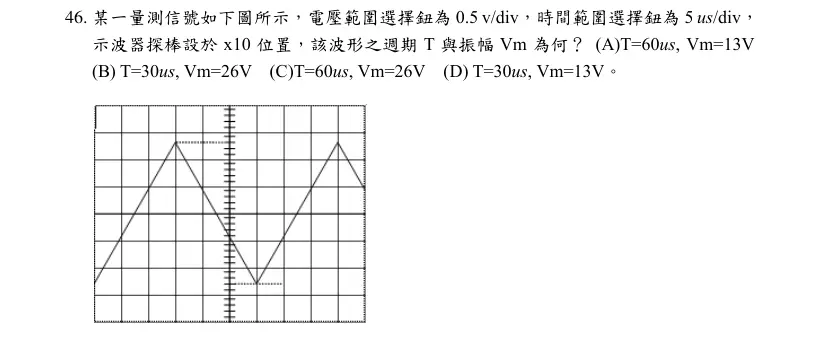 46. 某一量測信號如下圖所示，電壓範圍選擇鈕為 0.5 v/div，時間範圍選擇鈕為 5 us/div，
示波器探棒設於 x10 位置，該波形之週期 T 與振幅 Vm 為何？ (A)T=60us, Vm=13V
(B) T=30us, Vm=26V (C)T=60us, Vm=26V (D) T=30us, Vm=13V。